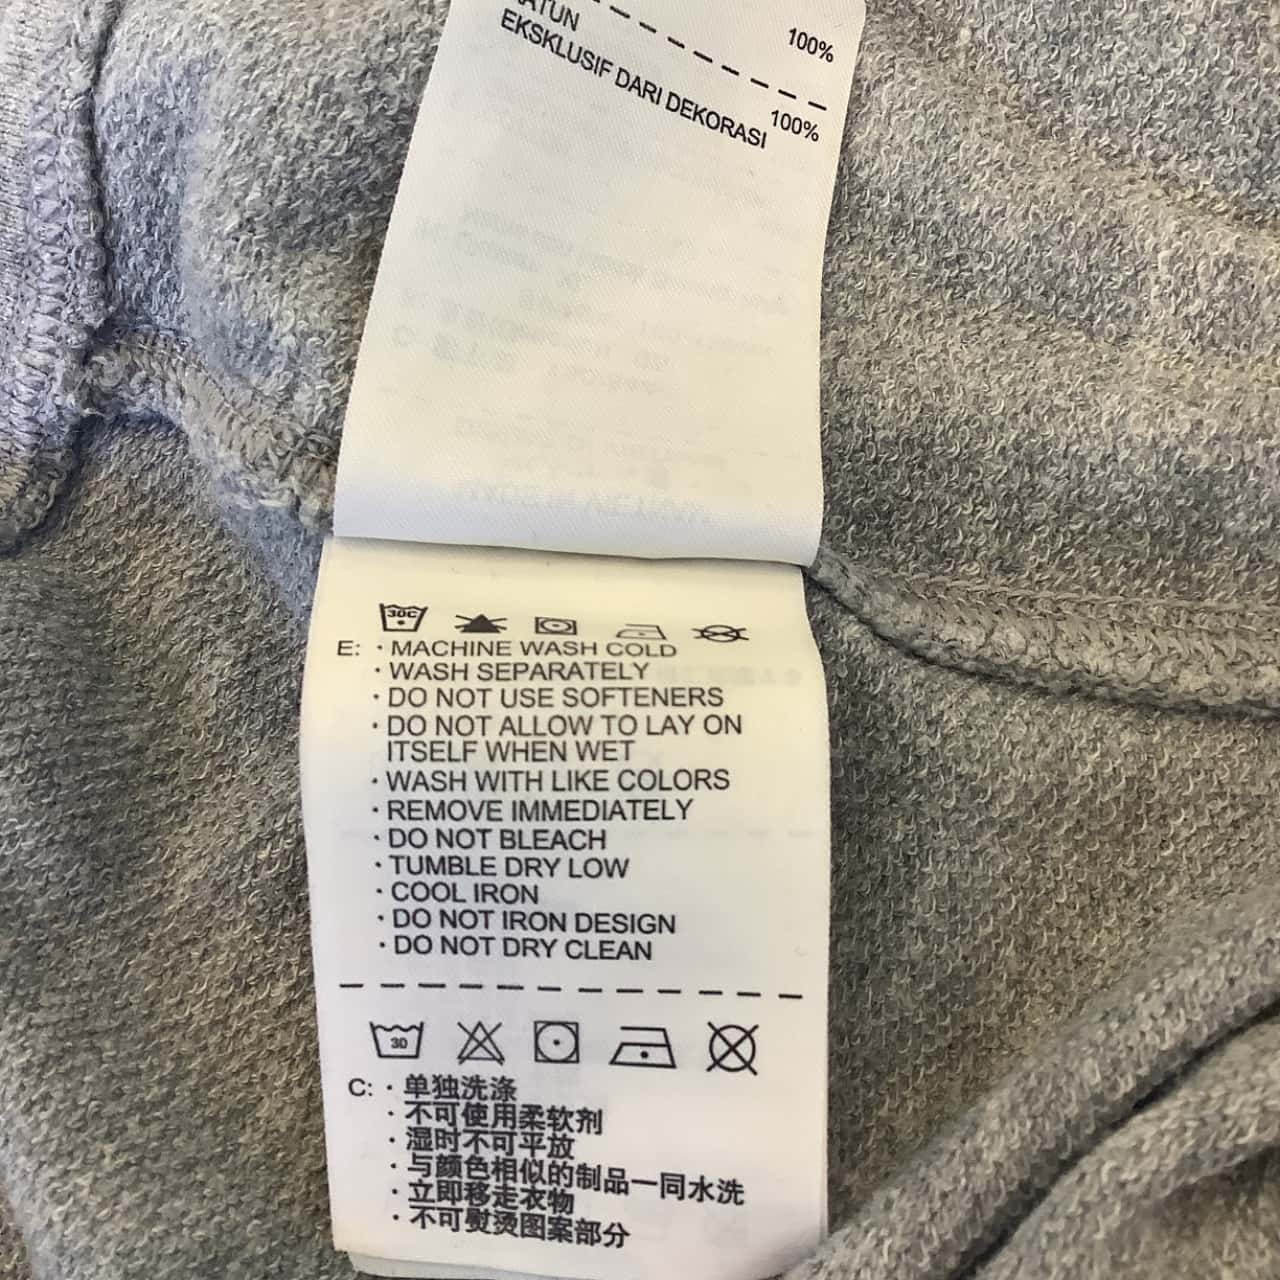 100%
EKSKLUSIF DARI DEKORASI
100%
30C
E: · MACHINE WASH COLD
· WASH SEPARATELY
· DO NOT USE SOFTENERS
· DO NOT ALLOW TO LAY ON
ITSELF WHEN WET
· WASH WITH LIKE COLORS
· REMOVE IMMEDIATELY
· DO NOT BLEACH
· TUMBLE DRY LOW
· COOL IRON
· DO NOT IRON DESIGN
· DO NOT DRY CLEAN
30
C: · 单独洗涤
· 不可使用柔软剂
· 湿时不可平放
· 与颜色相似的制品一同水洗
· 立即移走衣物
· 不可熨烫图案部分